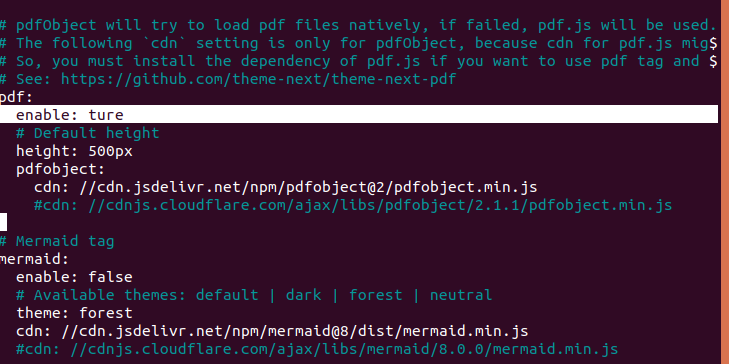 # pdfObject will try to load pdf files natively, if failed, pdf.js will be used.
# The following `cdn` setting is only for pdfObject, because cdn for pdf.js mig$
# So, you must install the dependency of pdf.js if you want to use pdf tag and $
# See: https://github.com/theme-next/theme-next-pdf
pdf:
  enable: ture
  # Default height
  height: 500px
  pdfobject:
    cdn: //cdn.jsdelivr.net/npm/pdfobject@2/pdfobject.min.js
    #cdn: //cdnjs.cloudflare.com/ajax/libs/pdfobject/2.1.1/pdfobject.min.js
# Mermaid tag
mermaid:
  enable: false
  # Available themes: default | dark | forest | neutral
  theme: forest
  cdn: //cdn.jsdelivr.net/npm/mermaid@8/dist/mermaid.min.js
  #cdn: //cdnjs.cloudflare.com/ajax/libs/mermaid/8.0.0/mermaid.min.js